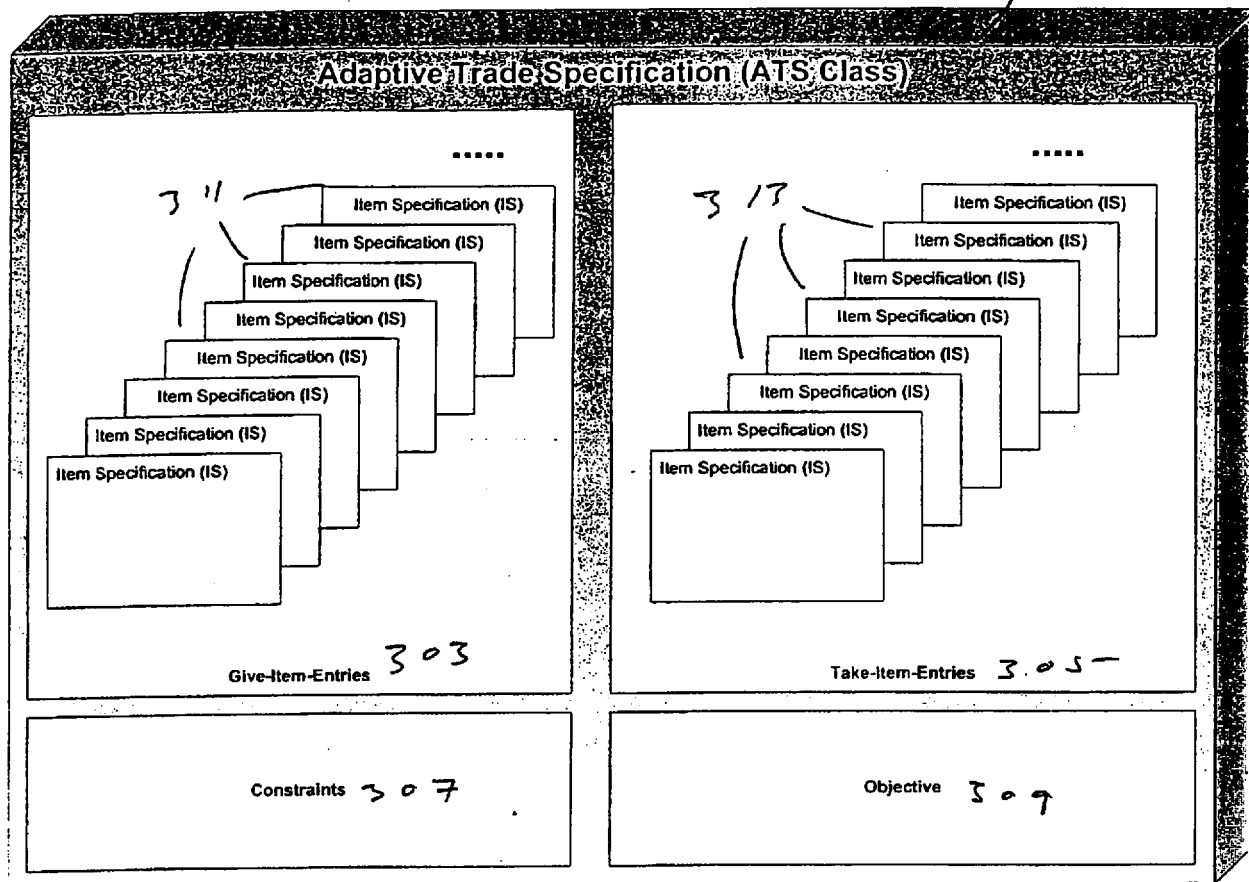 Adaptive Trade Specification (ATS Class)
.....
311
Item Specification (IS)
Item Specification (IS)
Item Specification (IS)
Item Specification (IS)
Item Specification (IS)
Item Specification (IS)
Item Specification (IS)
Item Specification (IS)
Give-Item-Entries 303
.....
313
Item Specification (IS)
Item Specification (IS)
Item Specification (IS)
Item Specification (IS)
Item Specification (IS)
Item Specification (IS)
Item Specification (IS)
Item Specification (IS)
Take-Item-Entries 305
Constraints 307
Objective 309